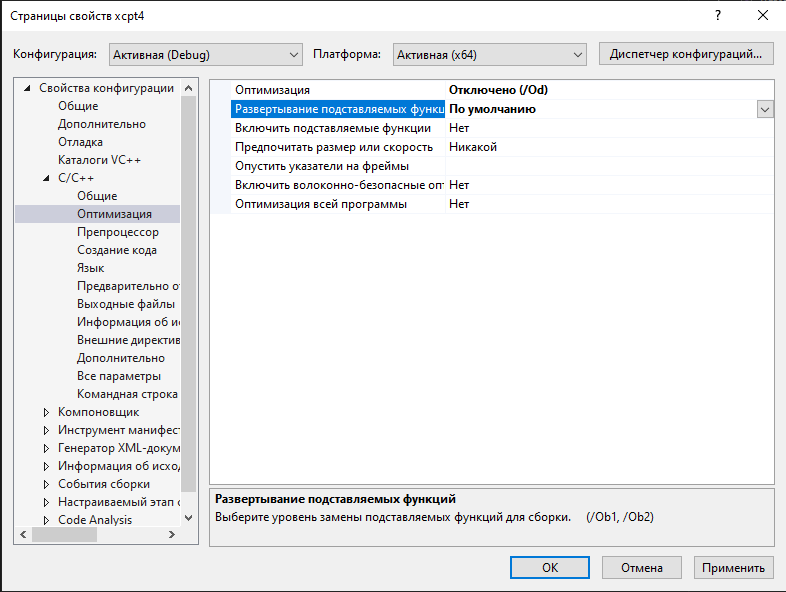 Страницы свойств xcpt4
?
Конфигурация: Активная (Debug) Платформа: Активная (x64) Диспетчер конфигураций...
Свойства конфигурации
Общие
Дополнительно
Отладка
Каталоги VC++
C/C++
Общие
Оптимизация
Препроцессор
Создание кода
Язык
Предварительно о
Выходные файлы
Информация об и
Внешние директив
Дополнительно
Все параметры
Командная строка
Компоновщик
Инструмент манифест
Генератор XML-докум
Информация об исход
События сборки
Настраиваемый этап с
Code Analysis
Оптимизация Отключено (/Od)
Развертывание подставляемых функц По умолчанию
Включить подставляемые функции Нет
Предпочитать размер или скорость Никакой
Опустить указатели на фреймы
Включить волоконно-безопасные опт Нет
Оптимизация всей программы Нет
Развертывание подставляемых функций
Выберите уровень замены подставляемых функций для сборки. (/Ob1, /Ob2)
ОК Отмена Применить